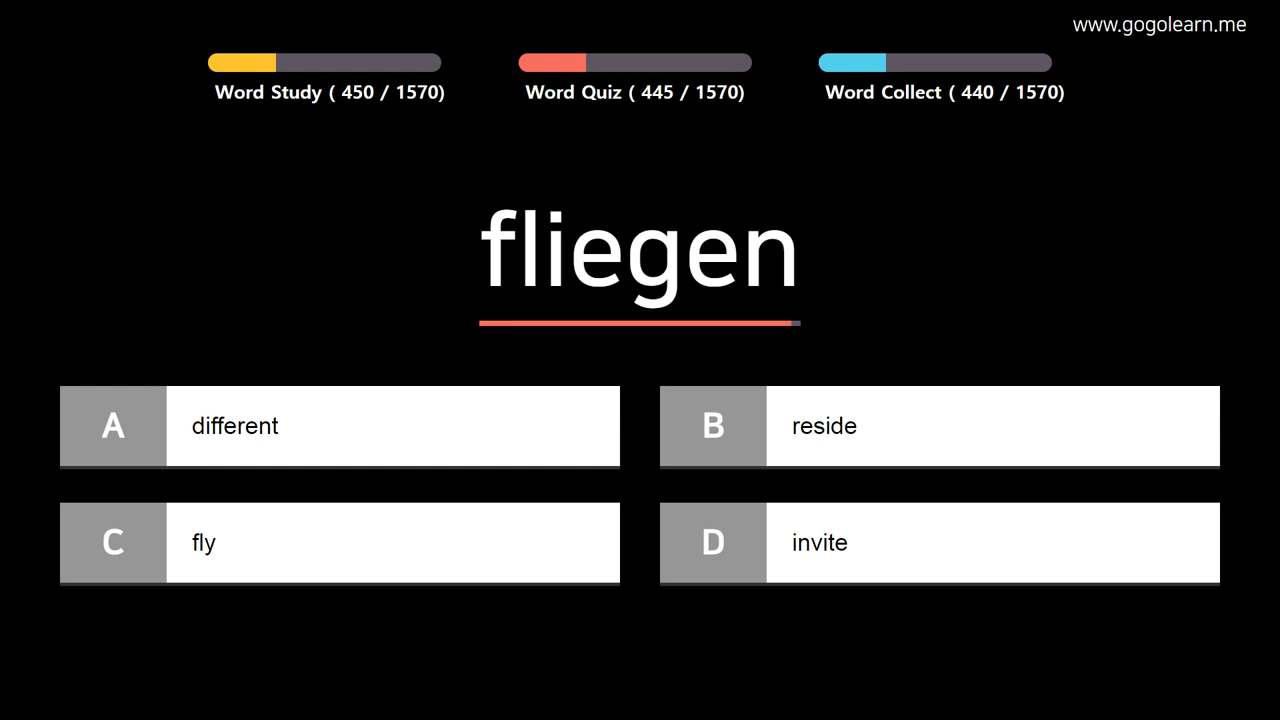 www.gogolearn.me
Word Study ( 450 / 1570)
Word Quiz ( 445 / 1570)
Word Collect ( 440 / 1570)
fliegen
A different
B reside
C fly
D invite